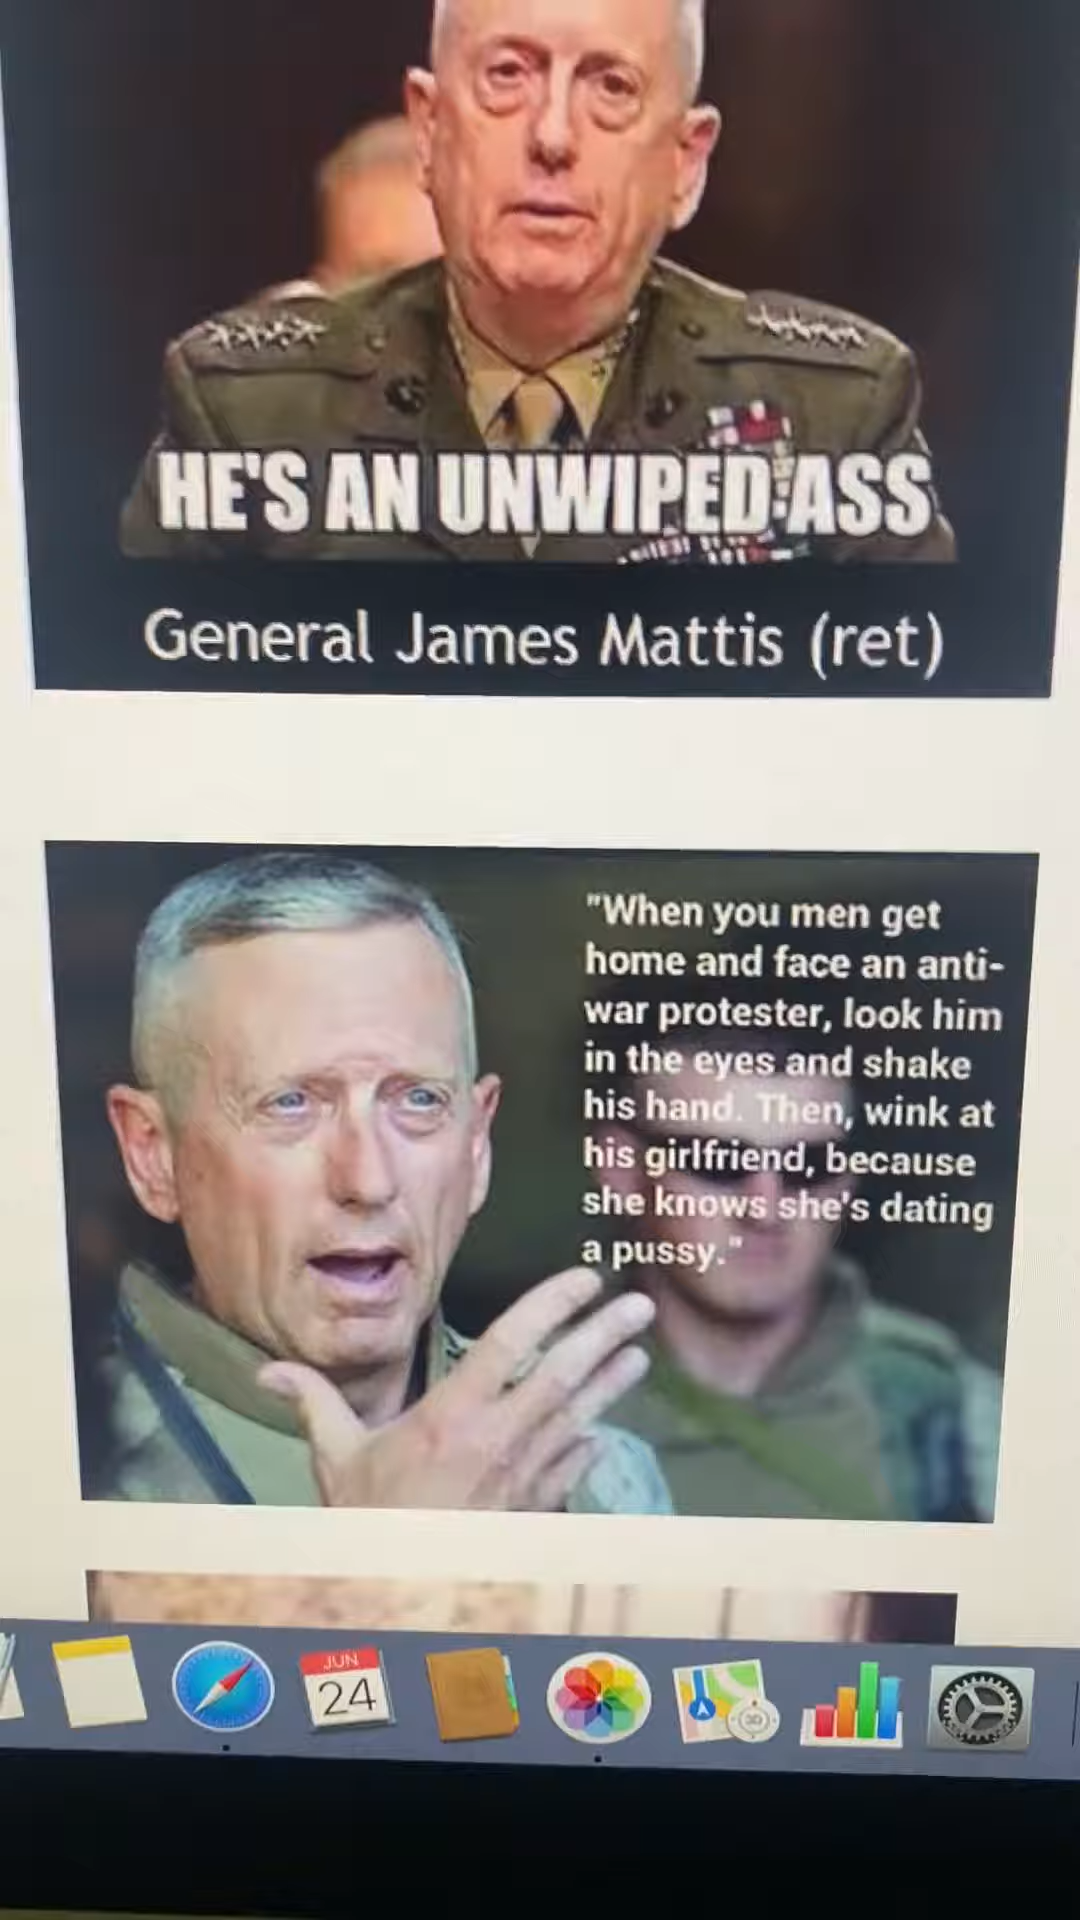 HE'S AN UNWIPED ASS
General James Mattis (ret)
"When you men get
home and face an anti-
war protester, look him
in the eyes and shake
his hand. Then, wink at
his girlfriend, because
she knows she's dating
a pussy."
JUN
24
3D